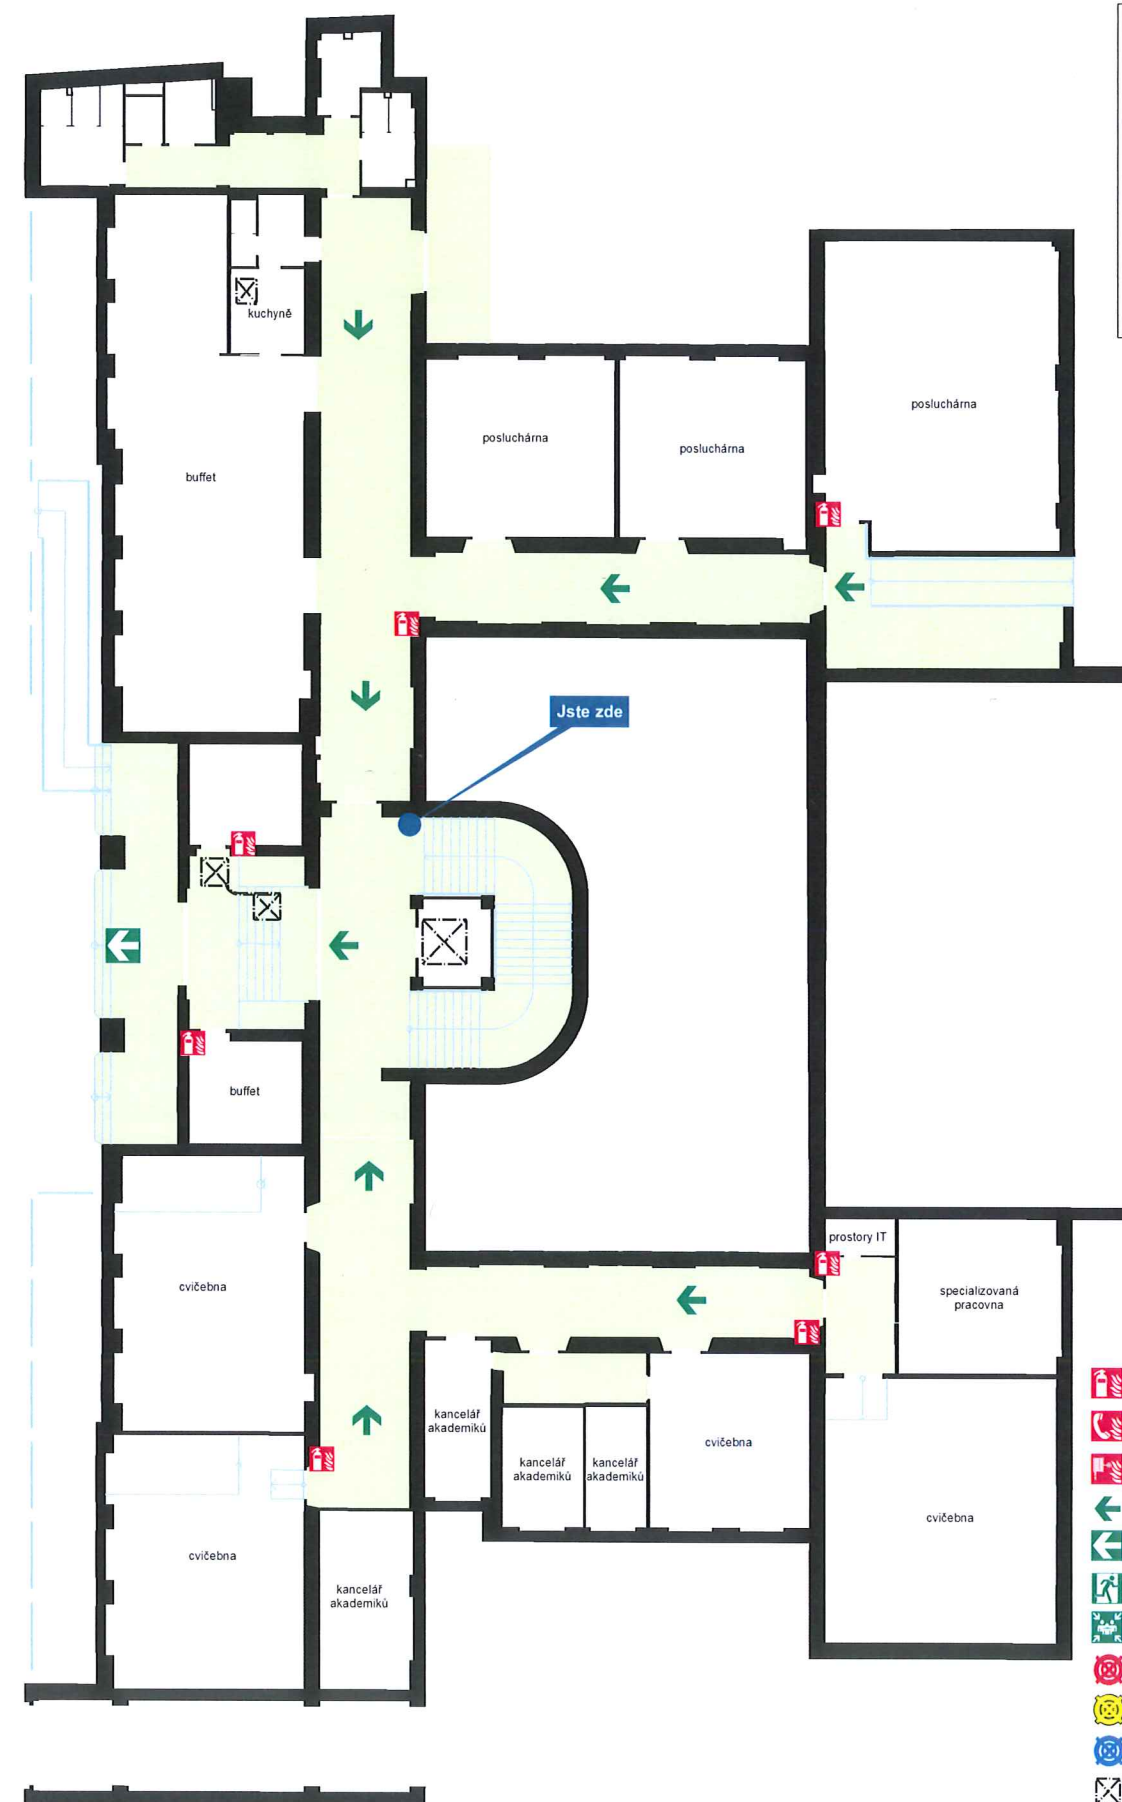 kuchyně
posluchárna
buffet
posluchárna
posluchárna
Jste zde
buffet
prostory IT
cvičebna
specializovaná
pracovna
kancelář
akademiků
cvičebna
kancelář
akademiků
kancelář
akademiků
cvičebna
cvičebna
kancelář
akademiků